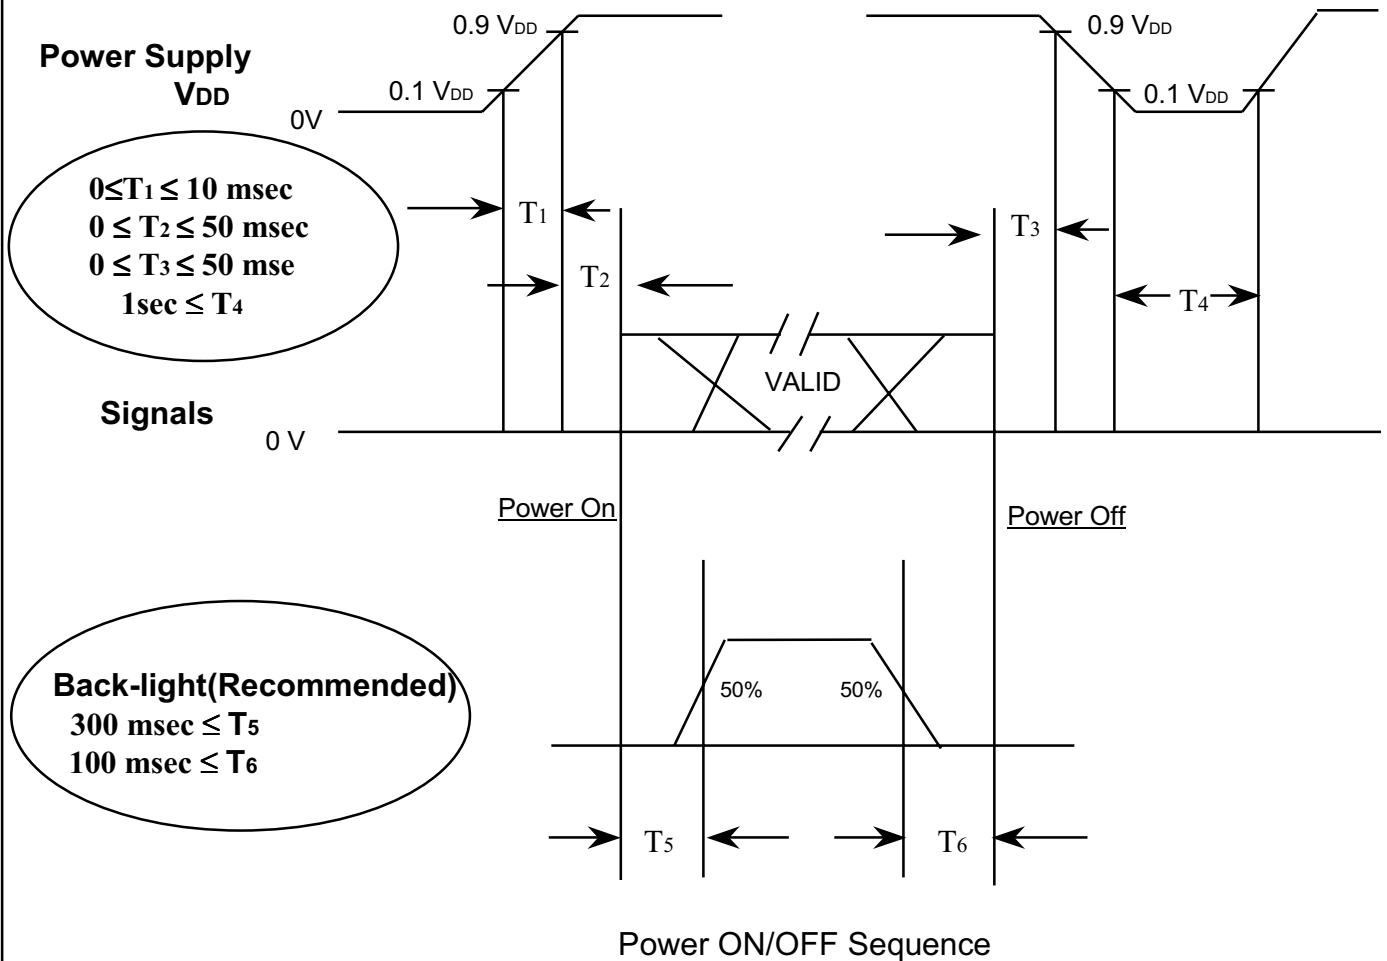 0.9 VDD
0.9 VDD
Power Supply
VDD
0.1 VDD
0.1 VDD
0V
0≤T1 ≤ 10 msec
0 ≤ T2 ≤ 50 msec
0 ≤ T3 ≤ 50 mse
1sec ≤ T4
T1
T3
T2
T4
VALID
Signals
0 V
Power On
Power Off
Back-light(Recommended)
300 msec ≤ T5
100 msec ≤ T6
50%
50%
T5
T6
Power ON/OFF Sequence